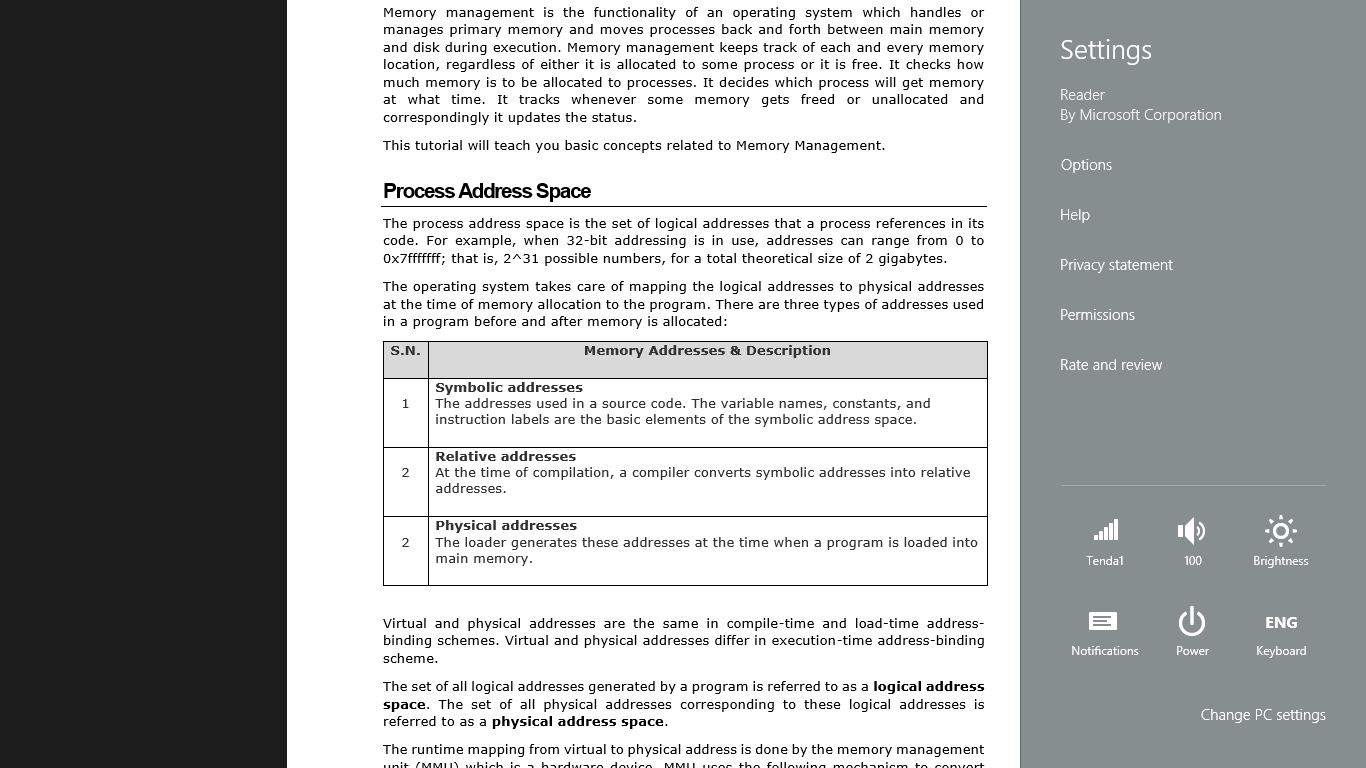 Memory management is the functionality of an operating system which handles or
manages primary memory and moves processes back and forth between main memory
and disk during execution. Memory management keeps track of each and every memory
location, regardless of either it is allocated to some process or it is free. It checks how
much memory is to be allocated to processes. It decides which process will get memory
at what time. It tracks whenever some memory gets freed or unallocated and
correspondingly it updates the status.
This tutorial will teach you basic concepts related to Memory Management.
Process Address Space
The process address space is the set of logical addresses that a process references in its
code. For example, when 32-bit addressing is in use, addresses can range from 0 to
0x7fffffff; that is, 2^31 possible numbers, for a total theoretical size of 2 gigabytes.
The operating system takes care of mapping the logical addresses to physical addresses
at the time of memory allocation to the program. There are three types of addresses used
in a program before and after memory is allocated:
S.N. Memory Addresses & Description
Symbolic addresses
1 The addresses used in a source code. The variable names, constants, and
instruction labels are the basic elements of the symbolic address space.
Relative addresses
2 At the time of compilation, a compiler converts symbolic addresses into relative
addresses.
Physical addresses
2 The loader generates these addresses at the time when a program is loaded into
main memory.
Virtual and physical addresses are the same in compile-time and load-time address-
binding schemes. Virtual and physical addresses differ in execution-time address-binding
scheme.
The set of all logical addresses generated by a program is referred to as a logical address
space. The set of all physical addresses corresponding to these logical addresses is
referred to as a physical address space.
The runtime mapping from virtual to physical address is done by the memory management
unit (MMU) which is a hardware device. MMU uses the following mechanism to convert
Settings
Reader
By Microsoft Corporation
Options
Help
Privacy statement
Permissions
Rate and review
Tenda1
100
Brightness
Notifications
Power
ENG
Keyboard
Change PC settings